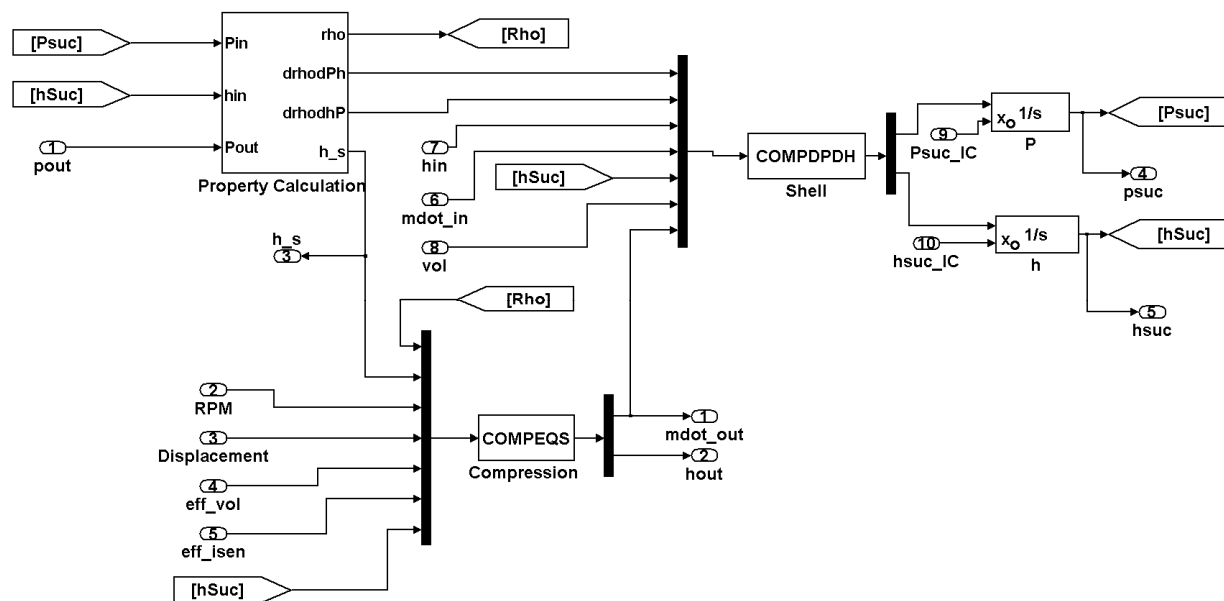 [Psuc]
Pin
rho
[Rho]
drhodPh
[hSuc]
hin
drhodhP
1
pout
Pout
h_s
Property Calculation
7
hin
[hSuc]
6
mdot_in
8
vol
COMPDPDH
Shell
9
Psuc_IC
xo 1/s
P
[Psuc]
4
psuc
10
hsuc_IC
xo 1/s
h
[hSuc]
5
hsuc
h_s
3
[Rho]
2
RPM
3
Displacement
4
eff_vol
5
eff_isen
[hSuc]
COMPEQS
Compression
1
mdot_out
2
hout